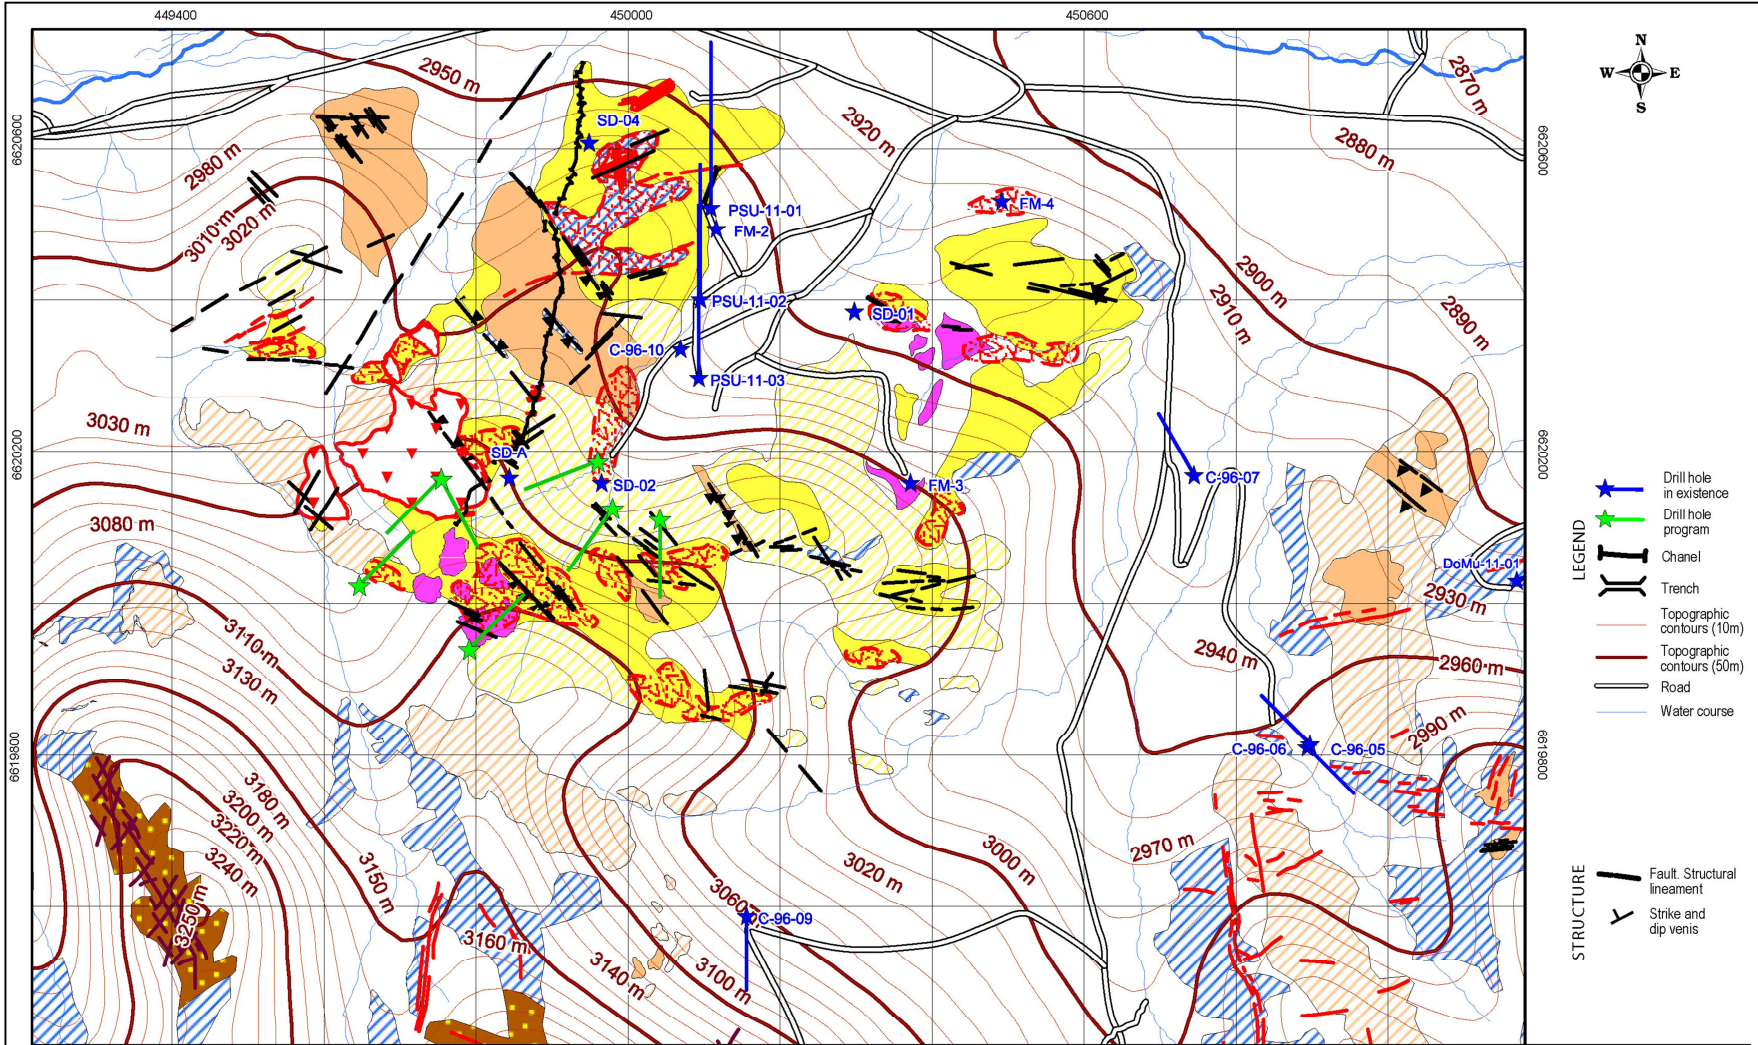 449400
450000
450600
2950 m
2920 m
2870 m
2880 m
6620600
6620600
SD-04
2980 m
3010 m
3020 m
PSU-11-01
FM-2
FM-4
PSU-11-02
SD-01
2900 m
2910 m
2890 m
C-96-10
PSU-11-03
3030 m
SD-A
SD-02
FM-3
C-96-07
6620200
6620200
3080 m
DoMu-11-01
2930 m
3110 m
3130 m
2940 m
2960 m
2990 m
C-96-06
C-96-05
6619800
6619800
3180 m
3200 m
3220 m
3240 m
3250 m
3150 m
3160 m
3140 m
3100 m
3060
C-96-09
3020 m
3000 m
2970 m
N
W
E
S
LEGEND
Drill hole
in existence
Drill hole
program
Chanel
Trench
Topographic
contours (10m)
Topographic
contours (50m)
Road
Water course
STRUCTURE
Fault. Structural
lineament
Strike and
dip venis